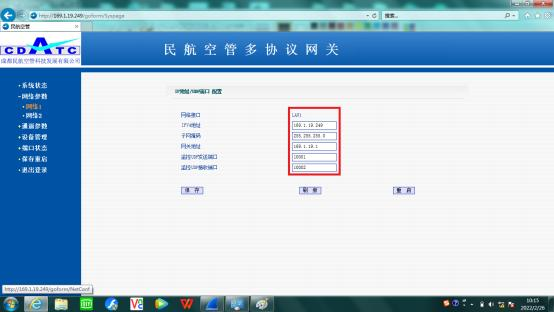 http://169.1.19.249/goform/Syspage
搜索...
民航空管
CDATC
成都民航空管科技发展有限公司
民航空管多协议网关
系统状态
网络参数
网络1
网络2
通道参数
设备管理
端口状态
保存重启
退出登录
IP地址/UDP端口 配置
网络接口 LAN1
IPV4地址 169.1.19.249
子网掩码 255.255.255.0
网关地址 169.1.19.1
监控UDP发送端口 10001
监控UDP接收端口 10002
保存 刷新 重置
http://169.1.19.249/goform/NetConf
10:15
2022/2/26